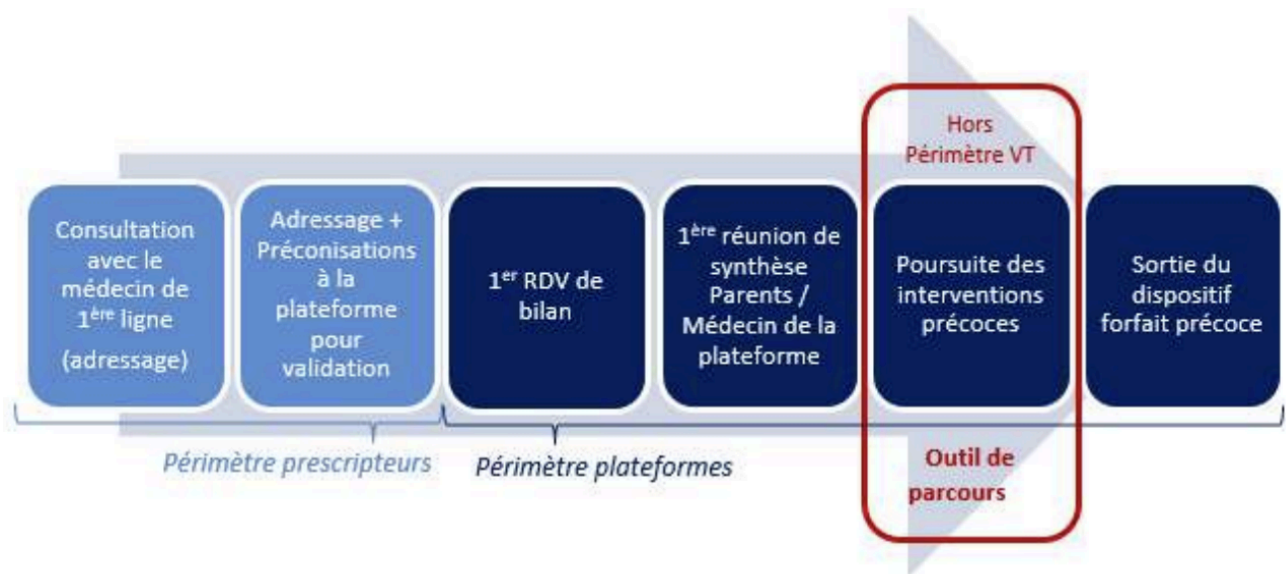 Hors
Périmètre VT
Consultation
avec le
médecin de
1ère ligne
(adressage)
Adressage +
Préconisations
à la
plateforme
pour
validation
1er RDV de
bilan
1ère réunion de
synthèse
Parents /
Médecin de la
plateforme
Poursuite des
interventions
précoces
Sortie du
dispositif
forfait précoce
Périmètre prescripteurs
Périmètre plateformes
Outil de
parcours